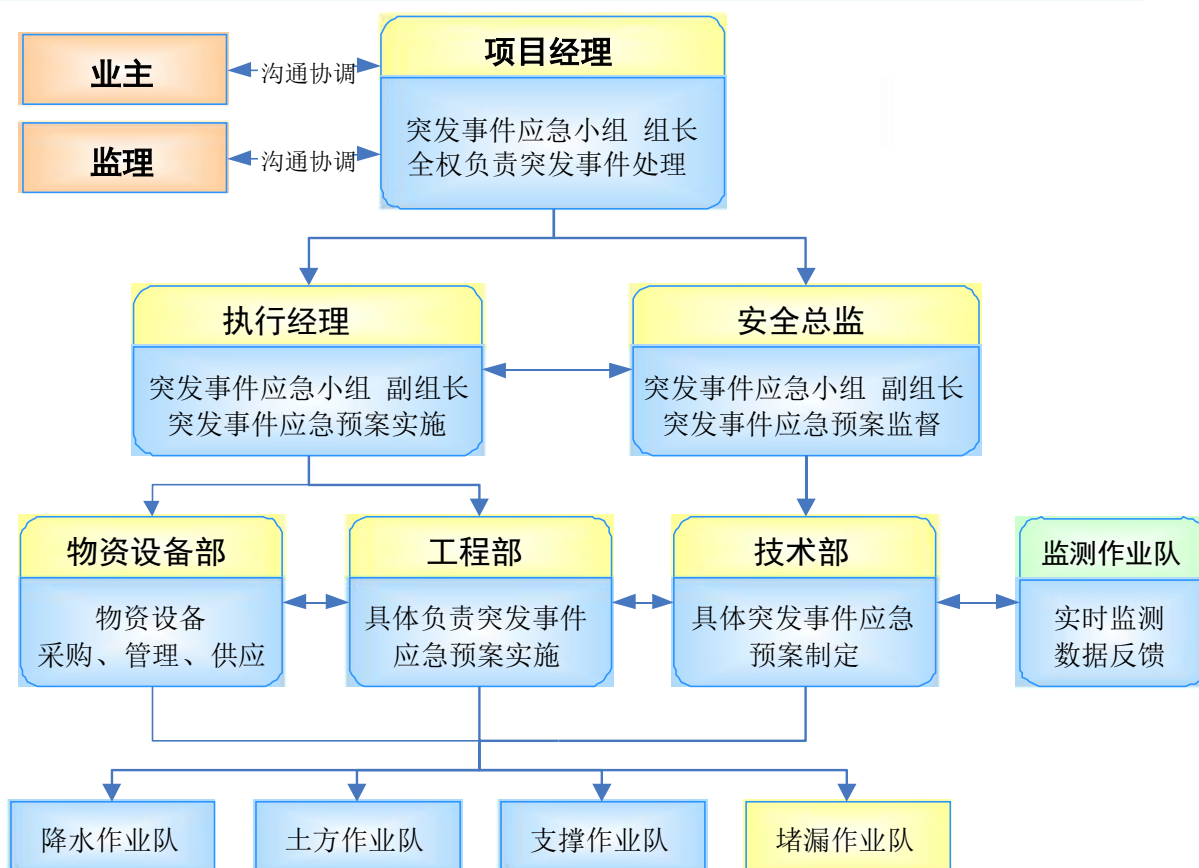 业主
沟通协调
项目经理
突发事件应急小组 组长
全权负责突发事件处理
监理
沟通协调
执行经理
突发事件应急小组 副组长
突发事件应急预案实施
安全总监
突发事件应急小组 副组长
突发事件应急预案监督
物资设备部
物资设备
采购、管理、供应
工程部
具体负责突发事件
应急预案实施
技术部
具体突发事件应急
预案制定
监测作业队
实时监测
数据反馈
降水作业队
土方作业队
支撑作业队
堵漏作业队